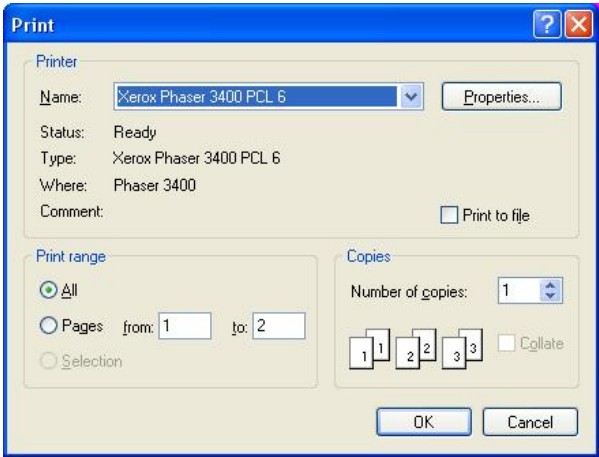 Print
Printer
Name: Xerox Phaser 3400 PCL 6 Properties...
Status: Ready
Type: Xerox Phaser 3400 PCL 6
Where: Phaser 3400
Comment:
Print to file
Print range
All
Pages from: 1 to: 2
Selection
Copies
Number of copies: 1
1 1 2 2 3 3 Collate
OK Cancel